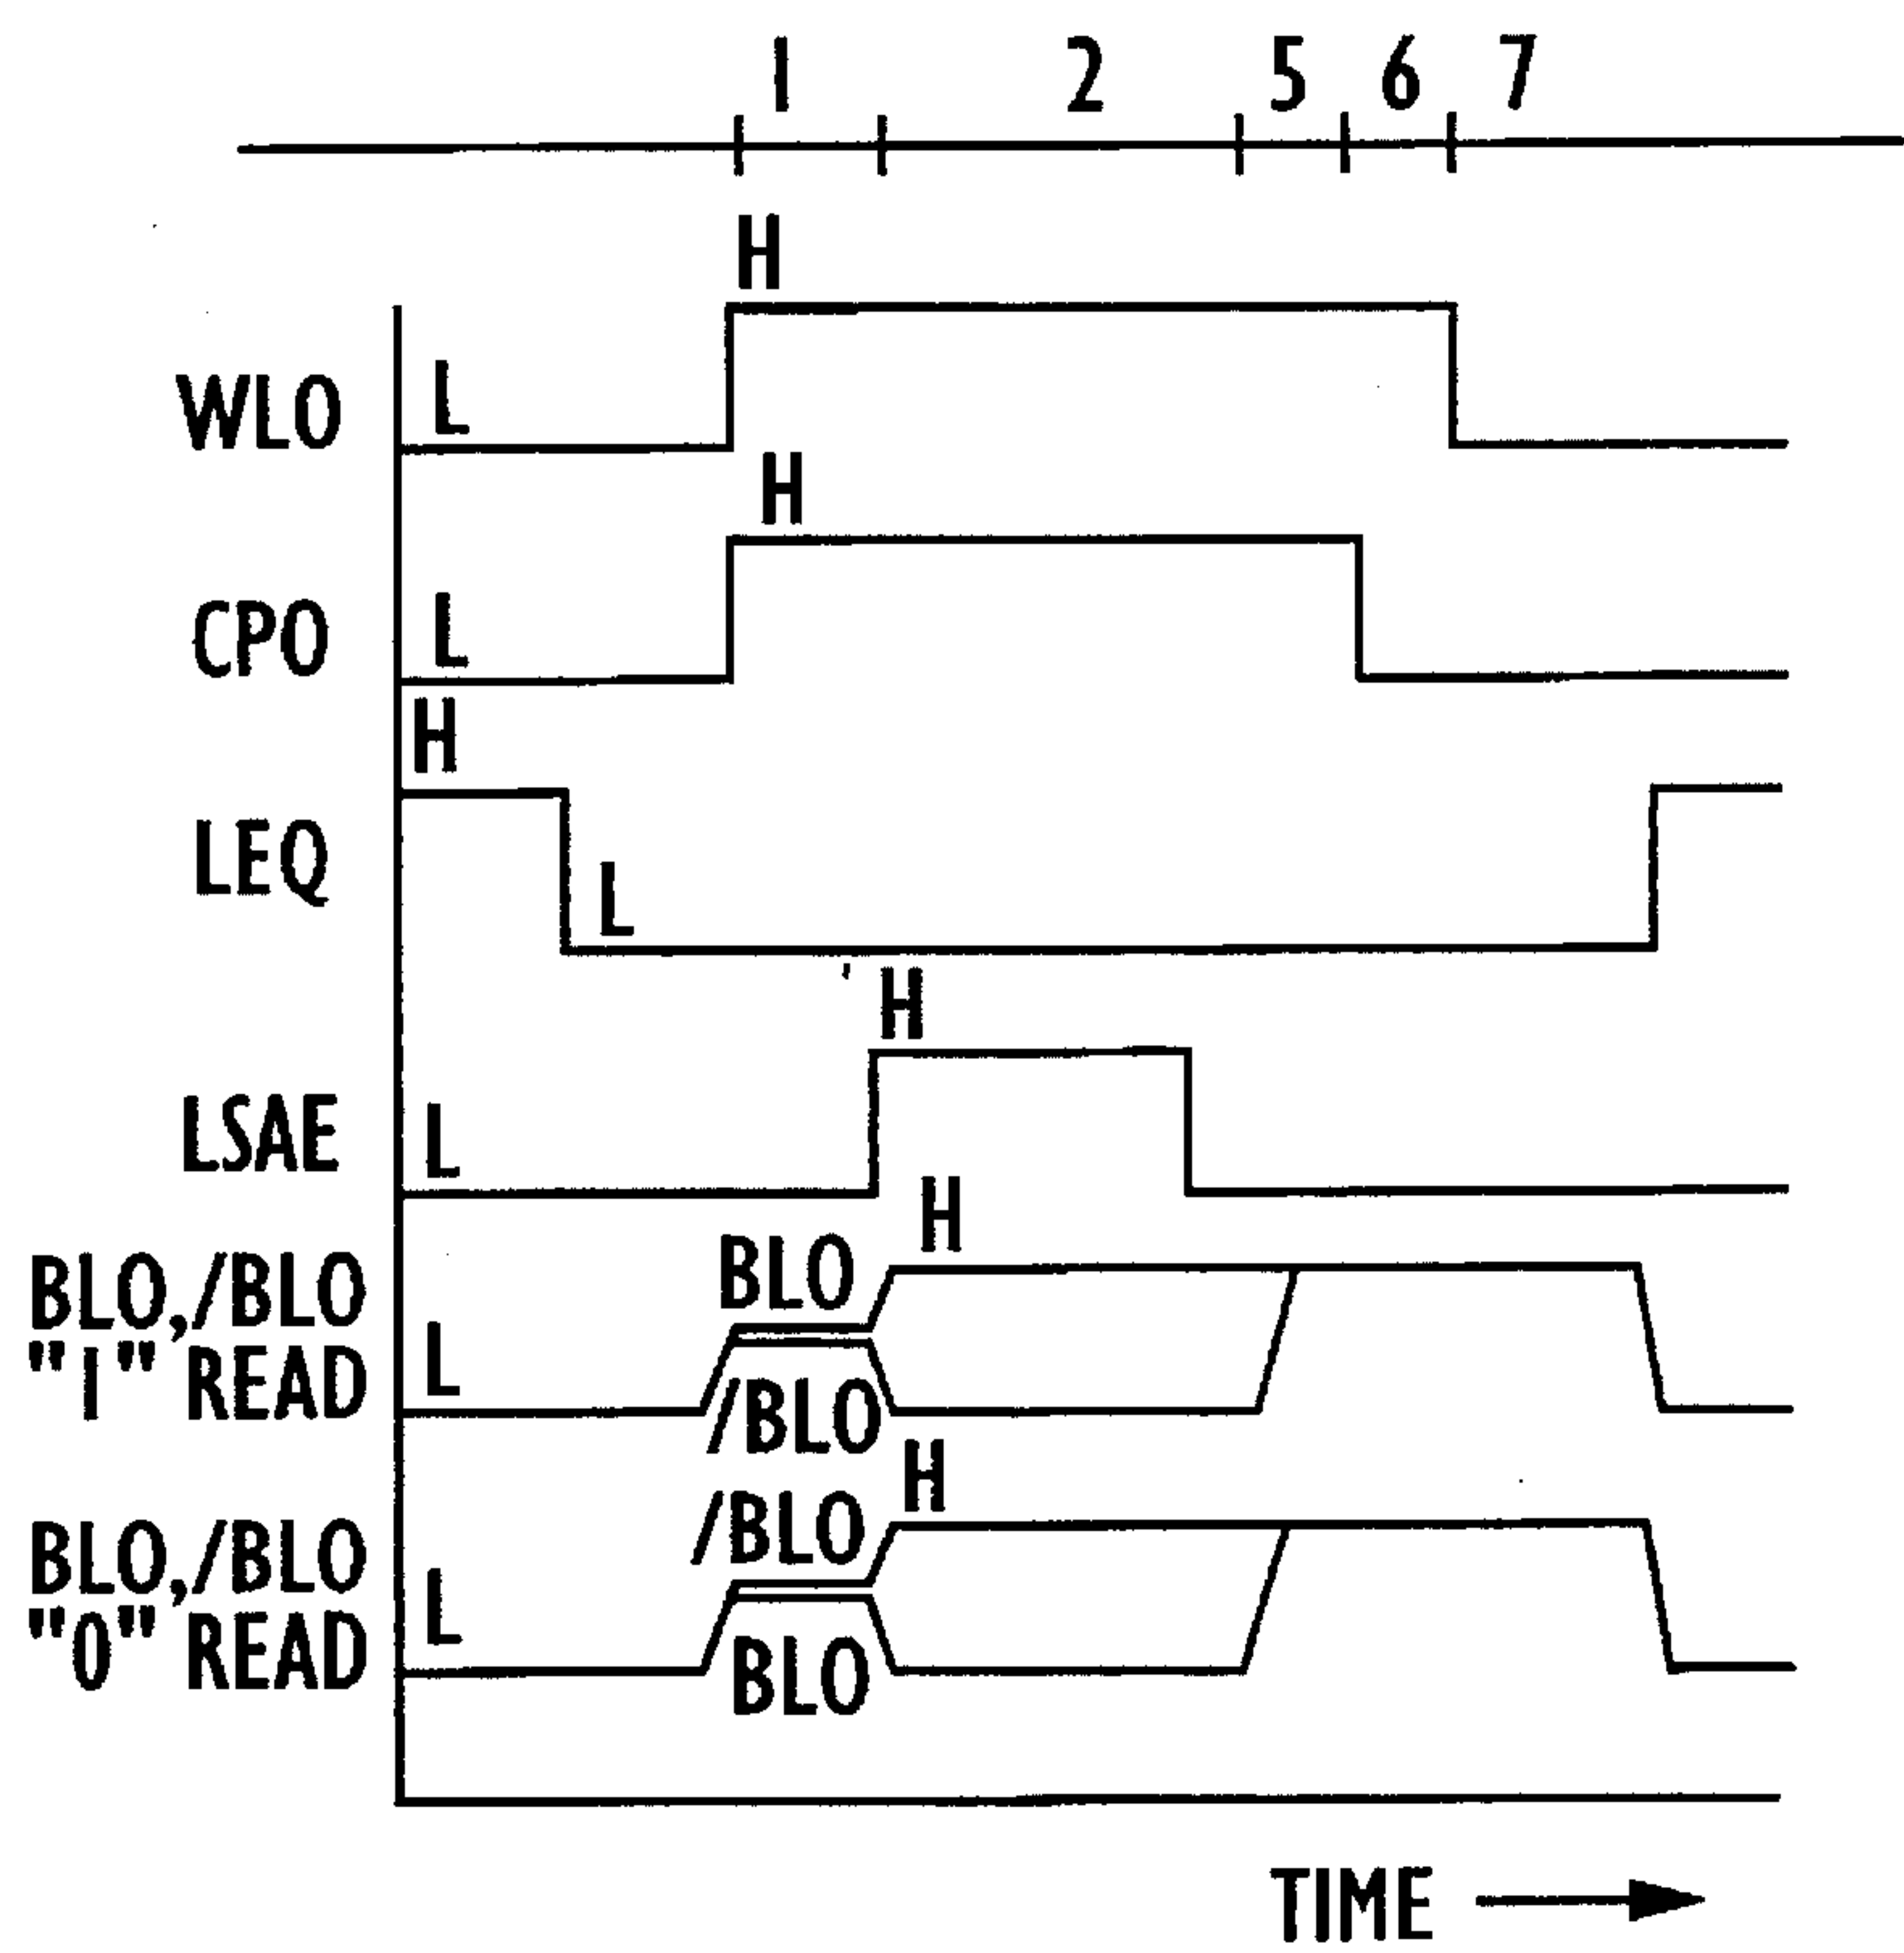 1 2 5 6 7
H
WLO L
H
CPO L
H
LEQ
L
H
LSAE L
H
BLO
BLO,/BLO
"1" READ L
/BLO
H
/BLO
BLO,/BLO
"0" READ L
BLO
TIME